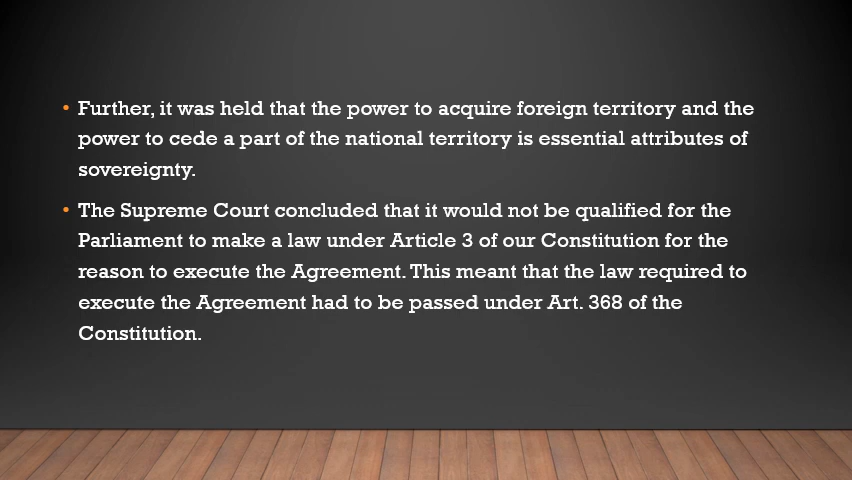 • Further, it was held that the power to acquire foreign territory and the
power to cede a part of the national territory is essential attributes of
sovereignty.
• The Supreme Court concluded that it would not be qualified for the
Parliament to make a law under Article 3 of our Constitution for the
reason to execute the Agreement. This meant that the law required to
execute the Agreement had to be passed under Art. 368 of the
Constitution.